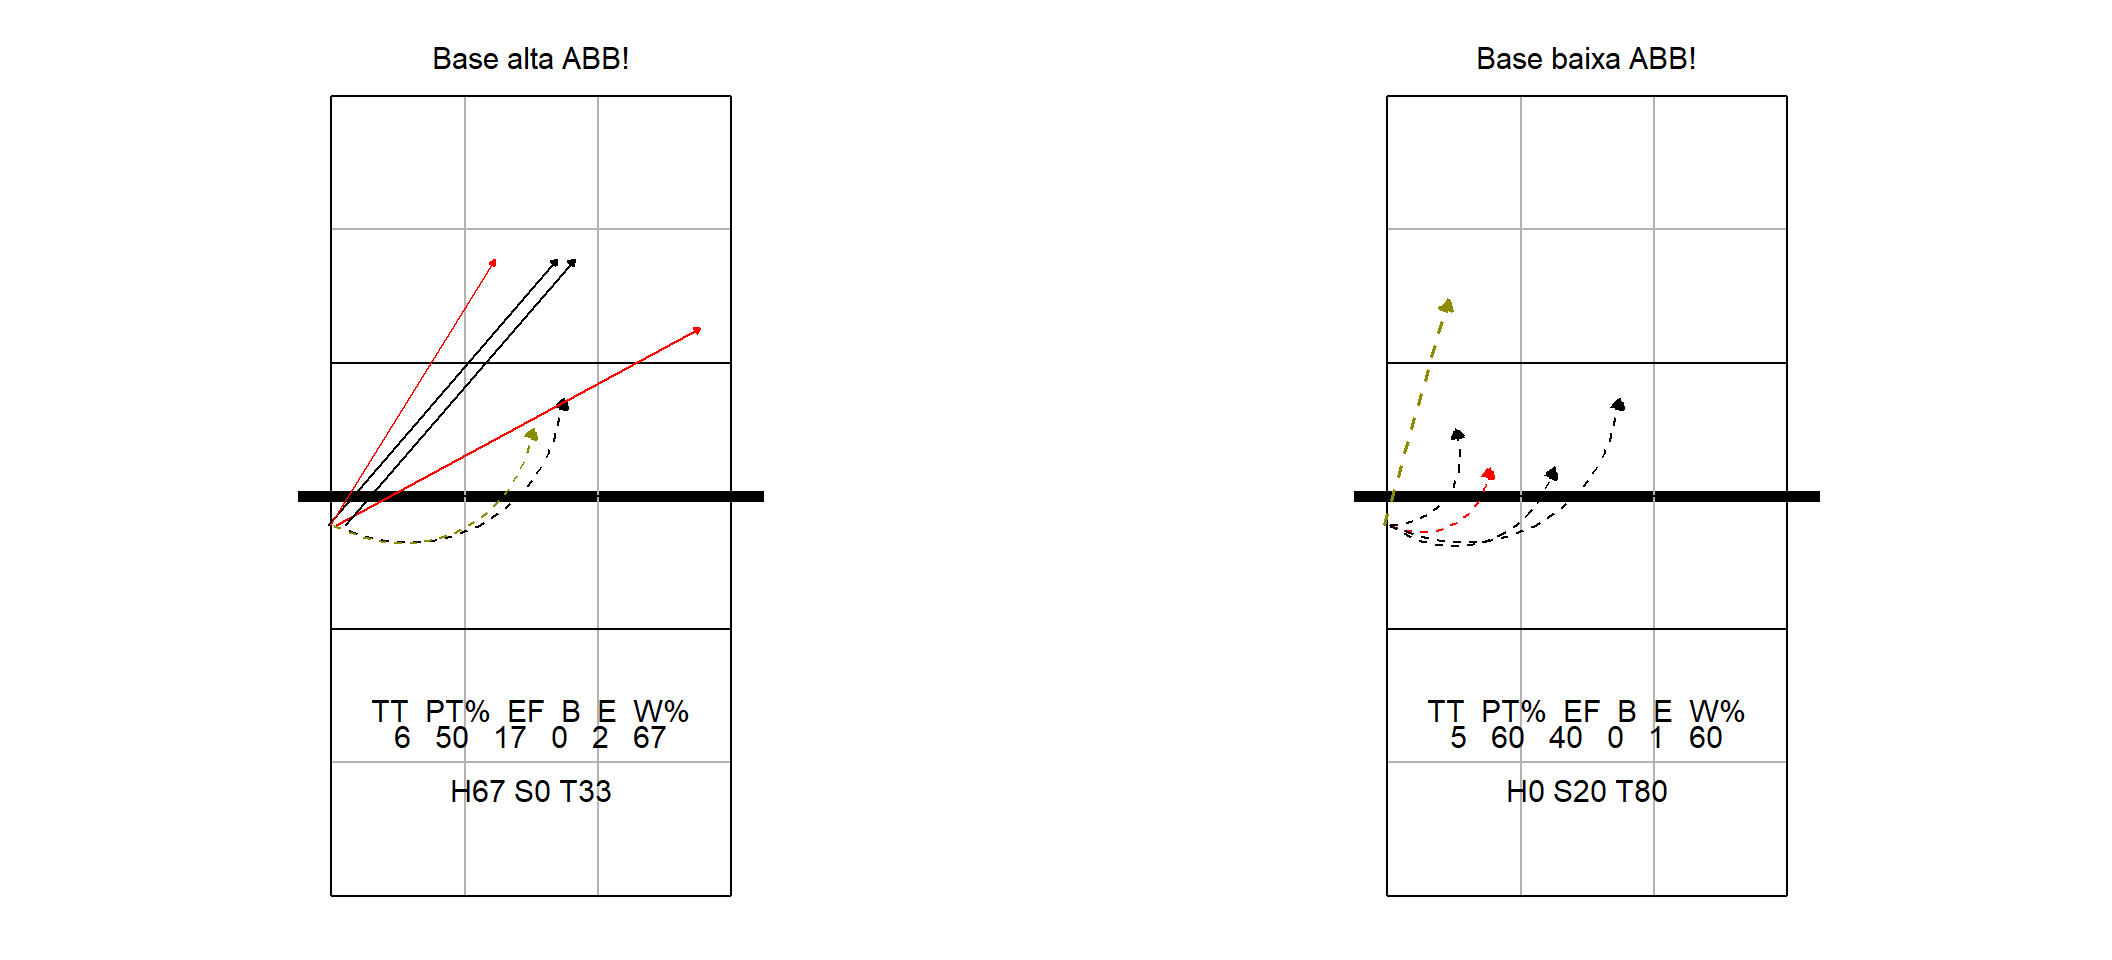 Base alta ABB!
TT PT% EF B E W%
6 50 17 0 2 67
H67 S0 T33
Base baixa ABB!
TT PT% EF B E W%
5 60 40 0 1 60
H0 S20 T80